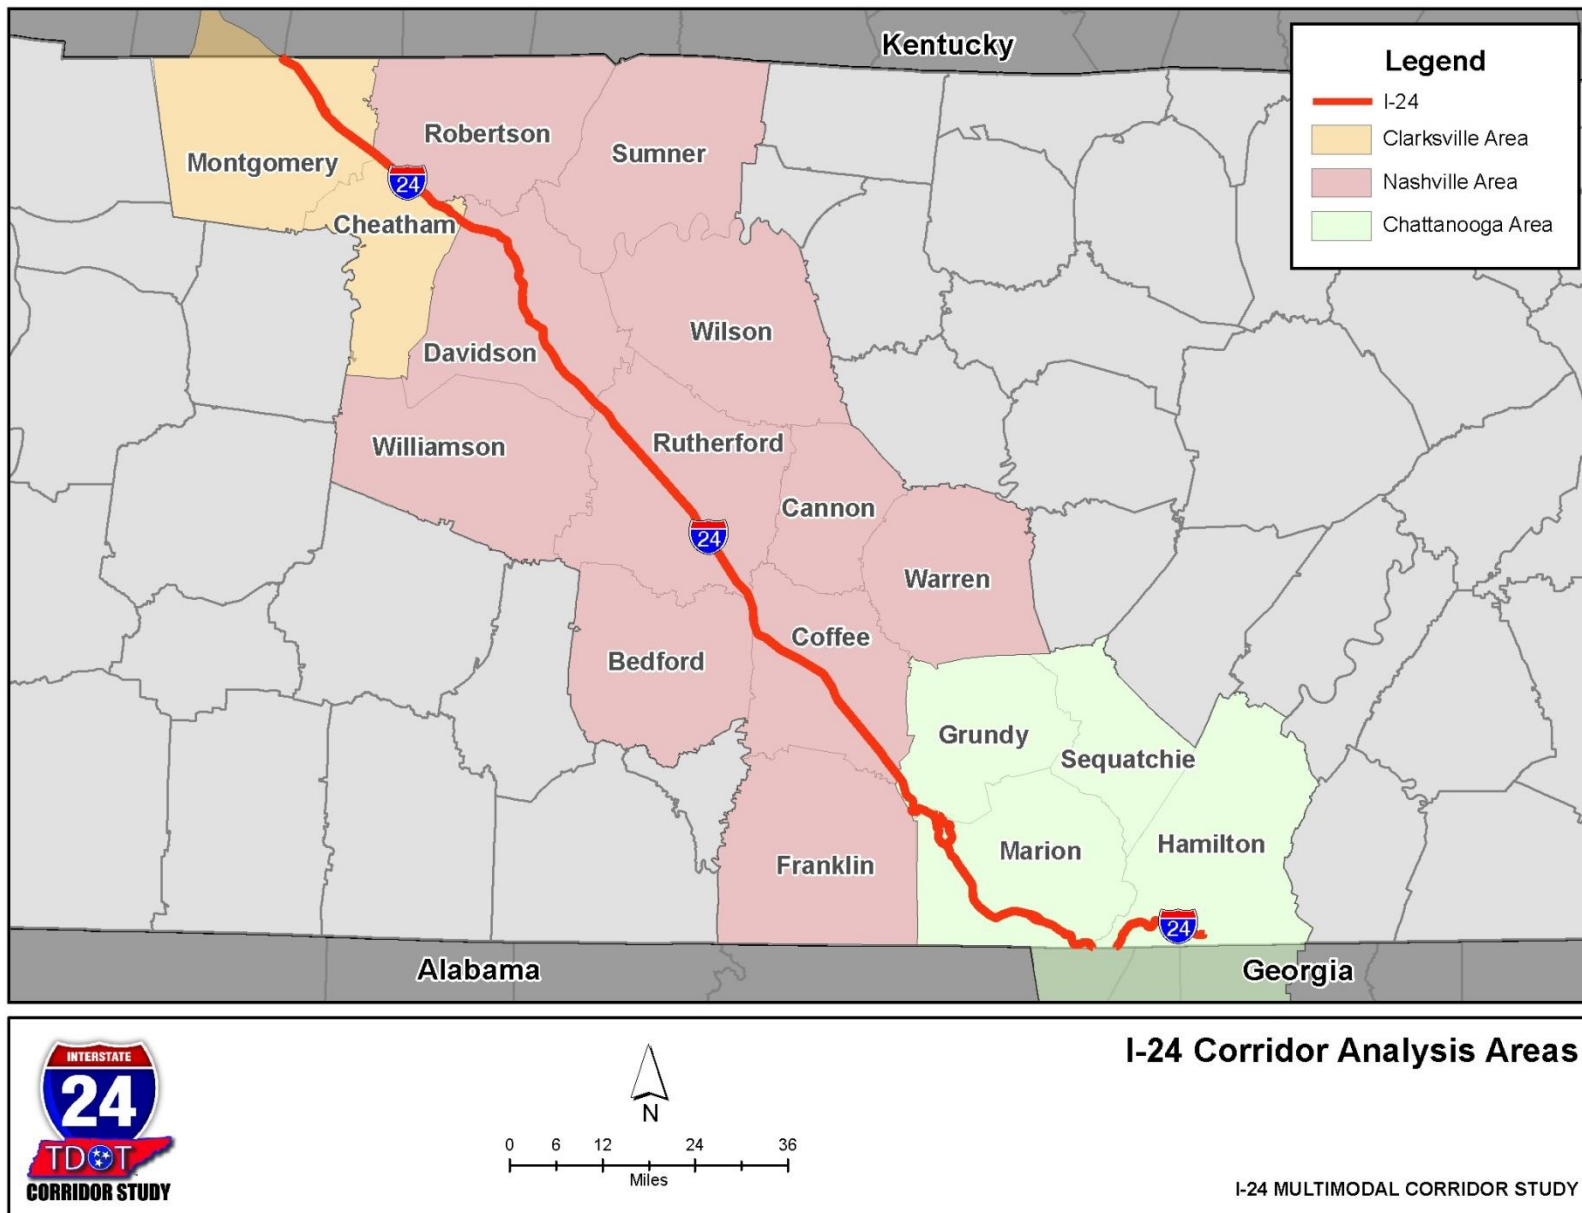 Kentucky
Legend
I-24
Clarksville Area
Nashville Area
Chattanooga Area
Robertson
Sumner
Montgomery
24
Cheatham
Wilson
Davidson
Rutherford
Williamson
Cannon
24
Warren
Coffee
Bedford
Grundy
Sequatchie
Marion
Hamilton
Franklin
24
Alabama
Georgia
INTERSTATE
24
TDOT
CORRIDOR STUDY
N
0 6 12 24 36
Miles
I-24 Corridor Analysis Areas
I-24 MULTIMODAL CORRIDOR STUDY